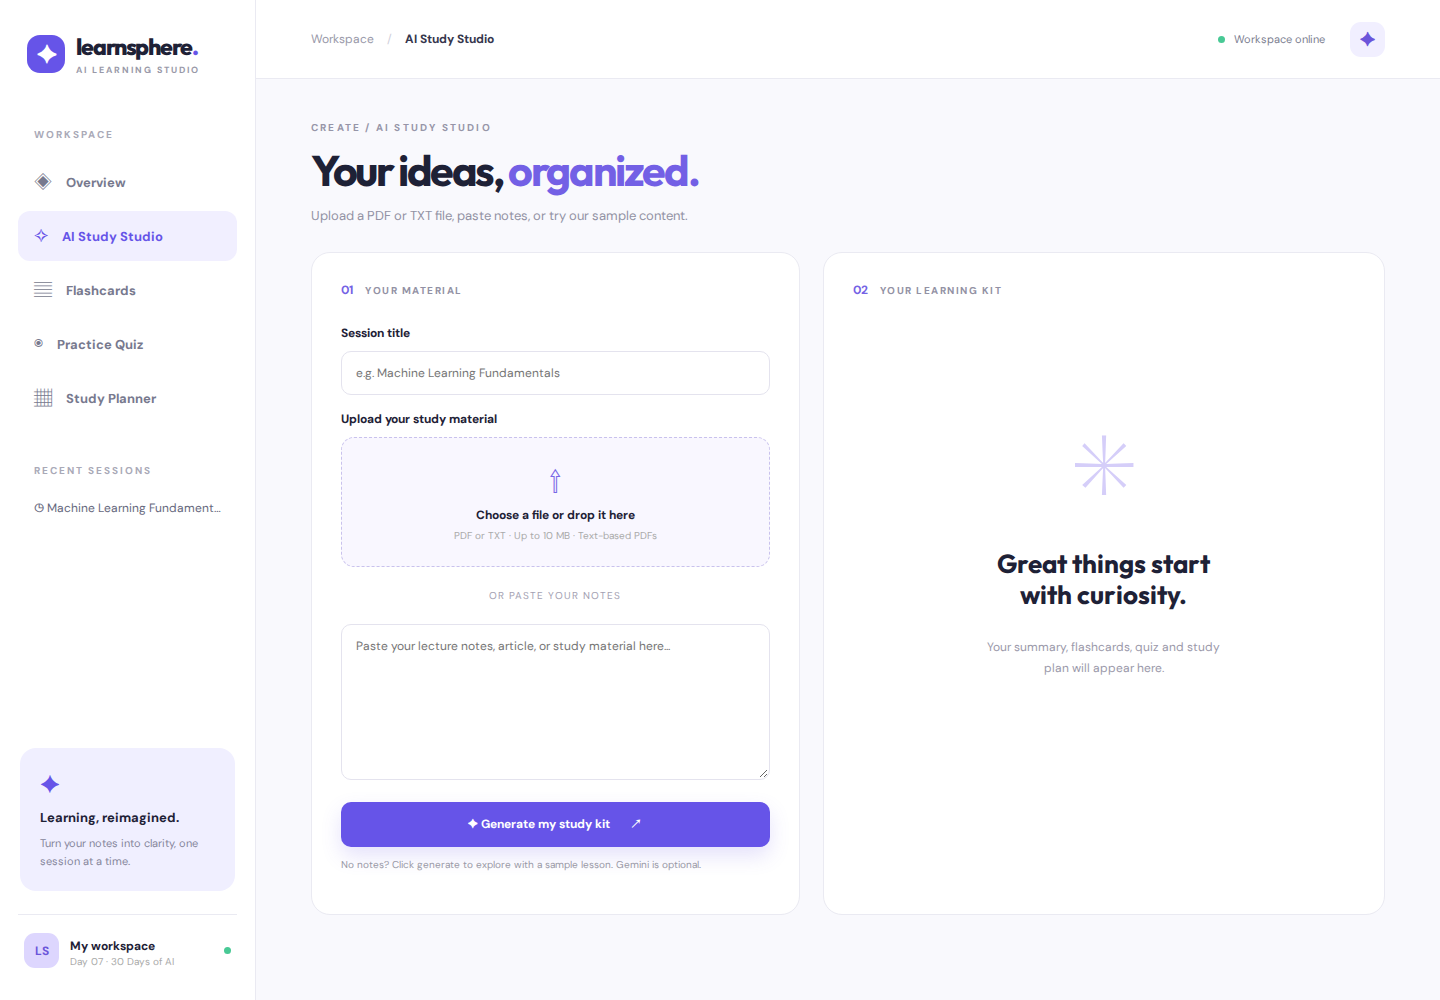 learnsphere.
AI LEARNING STUDIO
WORKSPACE
Overview
AI Study Studio
Flashcards
Practice Quiz
Study Planner
RECENT SESSIONS
Machine Learning Fundament...
Learning, reimagined.
Turn your notes into clarity, one
session at a time.
LS
My workspace
Day 07 · 30 Days of AI
Workspace / AI Study Studio
Workspace online
CREATE / AI STUDY STUDIO
Your ideas, organized.
Upload a PDF or TXT file, paste notes, or try our sample content.
01 YOUR MATERIAL
Session title
e.g. Machine Learning Fundamentals
Upload your study material
Choose a file or drop it here
PDF or TXT · Up to 10 MB · Text-based PDFs
OR PASTE YOUR NOTES
Paste your lecture notes, article, or study material here...
✦ Generate my study kit ↗
No notes? Click generate to explore with a sample lesson. Gemini is optional.
02 YOUR LEARNING KIT
Great things start
with curiosity.
Your summary, flashcards, quiz and study
plan will appear here.